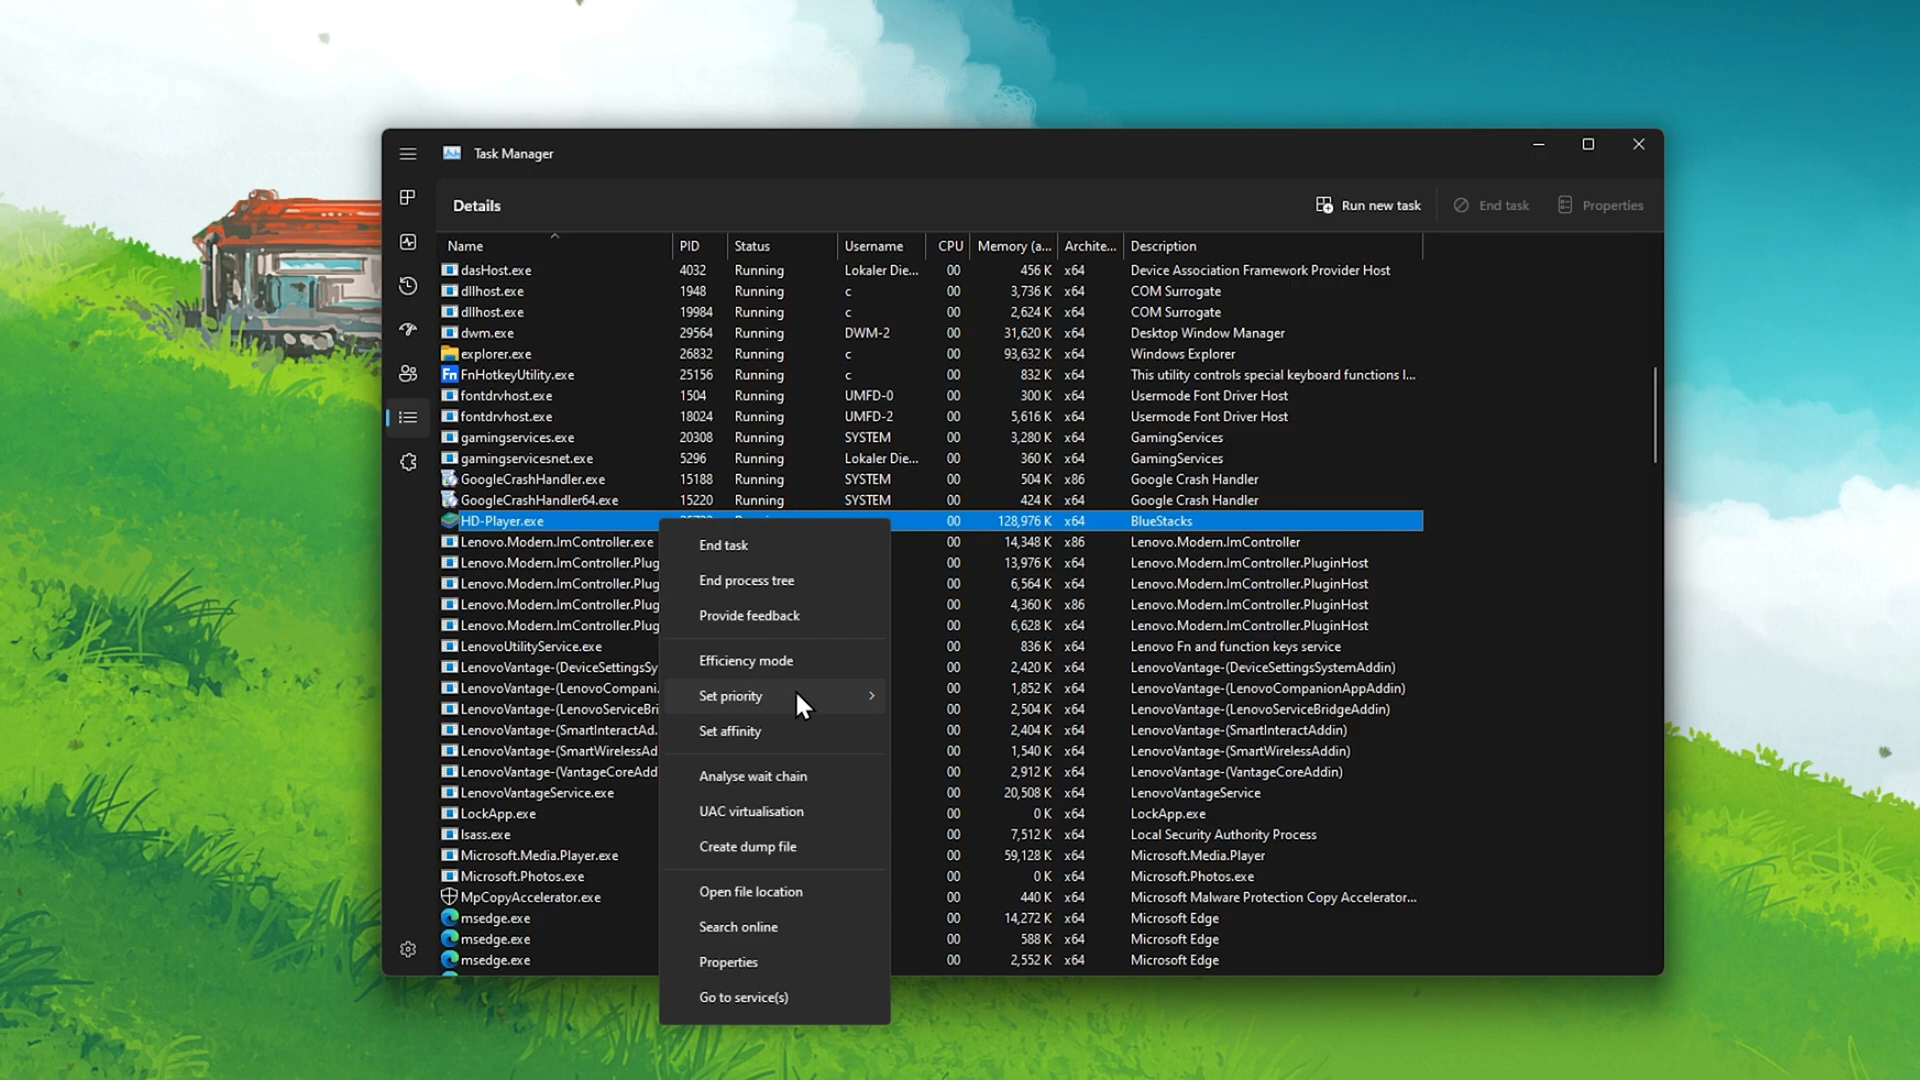 Task Manager
Details
Run new task
End task
Properties
Name PID Status Username CPU Memory (a... Archite... Description
dasHost.exe 4032 Running Lokaler Die... 00 456 K x64 Device Association Framework Provider Host
dllhost.exe 1948 Running c 00 3,736 K x64 COM Surrogate
dllhost.exe 19984 Running c 00 2,624 K x64 COM Surrogate
dwm.exe 29564 Running DWM-2 00 31,620 K x64 Desktop Window Manager
explorer.exe 26832 Running c 00 93,632 K x64 Windows Explorer
Fn FnHotkeyUtility.exe 25156 Running c 00 832 K x64 This utility controls special keyboard functions l...
fontdrvhost.exe 1504 Running UMFD-0 00 300 K x64 Usermode Font Driver Host
fontdrvhost.exe 18024 Running UMFD-2 00 5,616 K x64 Usermode Font Driver Host
gamingservices.exe 20308 Running SYSTEM 00 3,280 K x64 GamingServices
gamingservicesnet.exe 5296 Running Lokaler Die... 00 360 K x64 GamingServices
GoogleCrashHandler.exe 15188 Running SYSTEM 00 504 K x86 Google Crash Handler
GoogleCrashHandler64.exe 15220 Running SYSTEM 00 424 K x64 Google Crash Handler
HD-Player.exe 00 128,976 K x64 BlueStacks
Lenovo.Modern.ImController.exe 00 14,348 K x86 Lenovo.Modern.ImController
Lenovo.Modern.ImController.Plug 00 13,976 K x64 Lenovo.Modern.ImController.PluginHost
Lenovo.Modern.ImController.Plug 00 6,564 K x64 Lenovo.Modern.ImController.PluginHost
Lenovo.Modern.ImController.Plug 00 4,360 K x86 Lenovo.Modern.ImController.PluginHost
Lenovo.Modern.ImController.Plug 00 6,628 K x64 Lenovo.Modern.ImController.PluginHost
LenovoUtilityService.exe 00 836 K x64 Lenovo Fn and function keys service
LenovoVantage-(DeviceSettingsSy 00 2,420 K x64 LenovoVantage-(DeviceSettingsSystemAddin)
LenovoVantage-(LenovoCompani. 00 1,852 K x64 LenovoVantage-(LenovoCompanionAppAddin)
LenovoVantage-(LenovoServiceBri 00 2,504 K x64 LenovoVantage-(LenovoServiceBridgeAddin)
LenovoVantage-(SmartInteractAd. 00 2,404 K x64 LenovoVantage-(SmartInteractAddin)
LenovoVantage-(SmartWirelessAd 00 1,540 K x64 LenovoVantage-(SmartWirelessAddin)
LenovoVantage-(VantageCoreAdd 00 2,912 K x64 LenovoVantage-(VantageCoreAddin)
LenovoVantageService.exe 00 20,508 K x64 LenovoVantageService
LockApp.exe 00 0 K x64 LockApp.exe
lsass.exe 00 7,512 K x64 Local Security Authority Process
Microsoft.Media.Player.exe 00 59,128 K x64 Microsoft.Media.Player
Microsoft.Photos.exe 00 0 K x64 Microsoft.Photos.exe
MpCopyAccelerator.exe 00 440 K x64 Microsoft Malware Protection Copy Accelerator...
msedge.exe 00 14,272 K x64 Microsoft Edge
msedge.exe 00 588 K x64 Microsoft Edge
msedge.exe 00 2,552 K x64 Microsoft Edge
End task
End process tree
Provide feedback
Efficiency mode
Set priority
Set affinity
Analyse wait chain
UAC virtualisation
Create dump file
Open file location
Search online
Properties
Go to service(s)